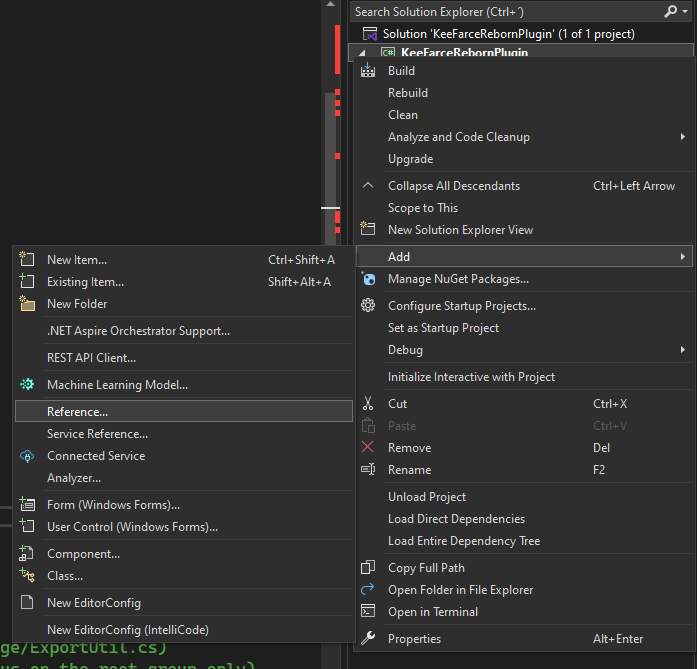 Search Solution Explorer (Ctrl+´)
Solution 'KeeFarceRebornPlugin' (1 of 1 project)
C# KeeFarceRebornPlugin
Build
Rebuild
Clean
Analyze and Code Cleanup
Upgrade
Collapse All Descendants Ctrl+Left Arrow
Scope to This
New Solution Explorer View
Add
Manage NuGet Packages...
Configure Startup Projects...
Set as Startup Project
Debug
Initialize Interactive with Project
Cut Ctrl+X
Paste Ctrl+V
Remove Del
Rename F2
Unload Project
Load Direct Dependencies
Load Entire Dependency Tree
Copy Full Path
Open Folder in File Explorer
Open in Terminal
Properties Alt+Enter
New Item... Ctrl+Shift+A
Existing Item... Shift+Alt+A
New Folder
.NET Aspire Orchestrator Support...
REST API Client...
Machine Learning Model...
Reference...
Service Reference...
Connected Service
Analyzer...
Form (Windows Forms)...
User Control (Windows Forms)...
Component...
Class...
New EditorConfig
New EditorConfig (IntelliCode)
ge/ExportUtil.cs)
us on the root group only)